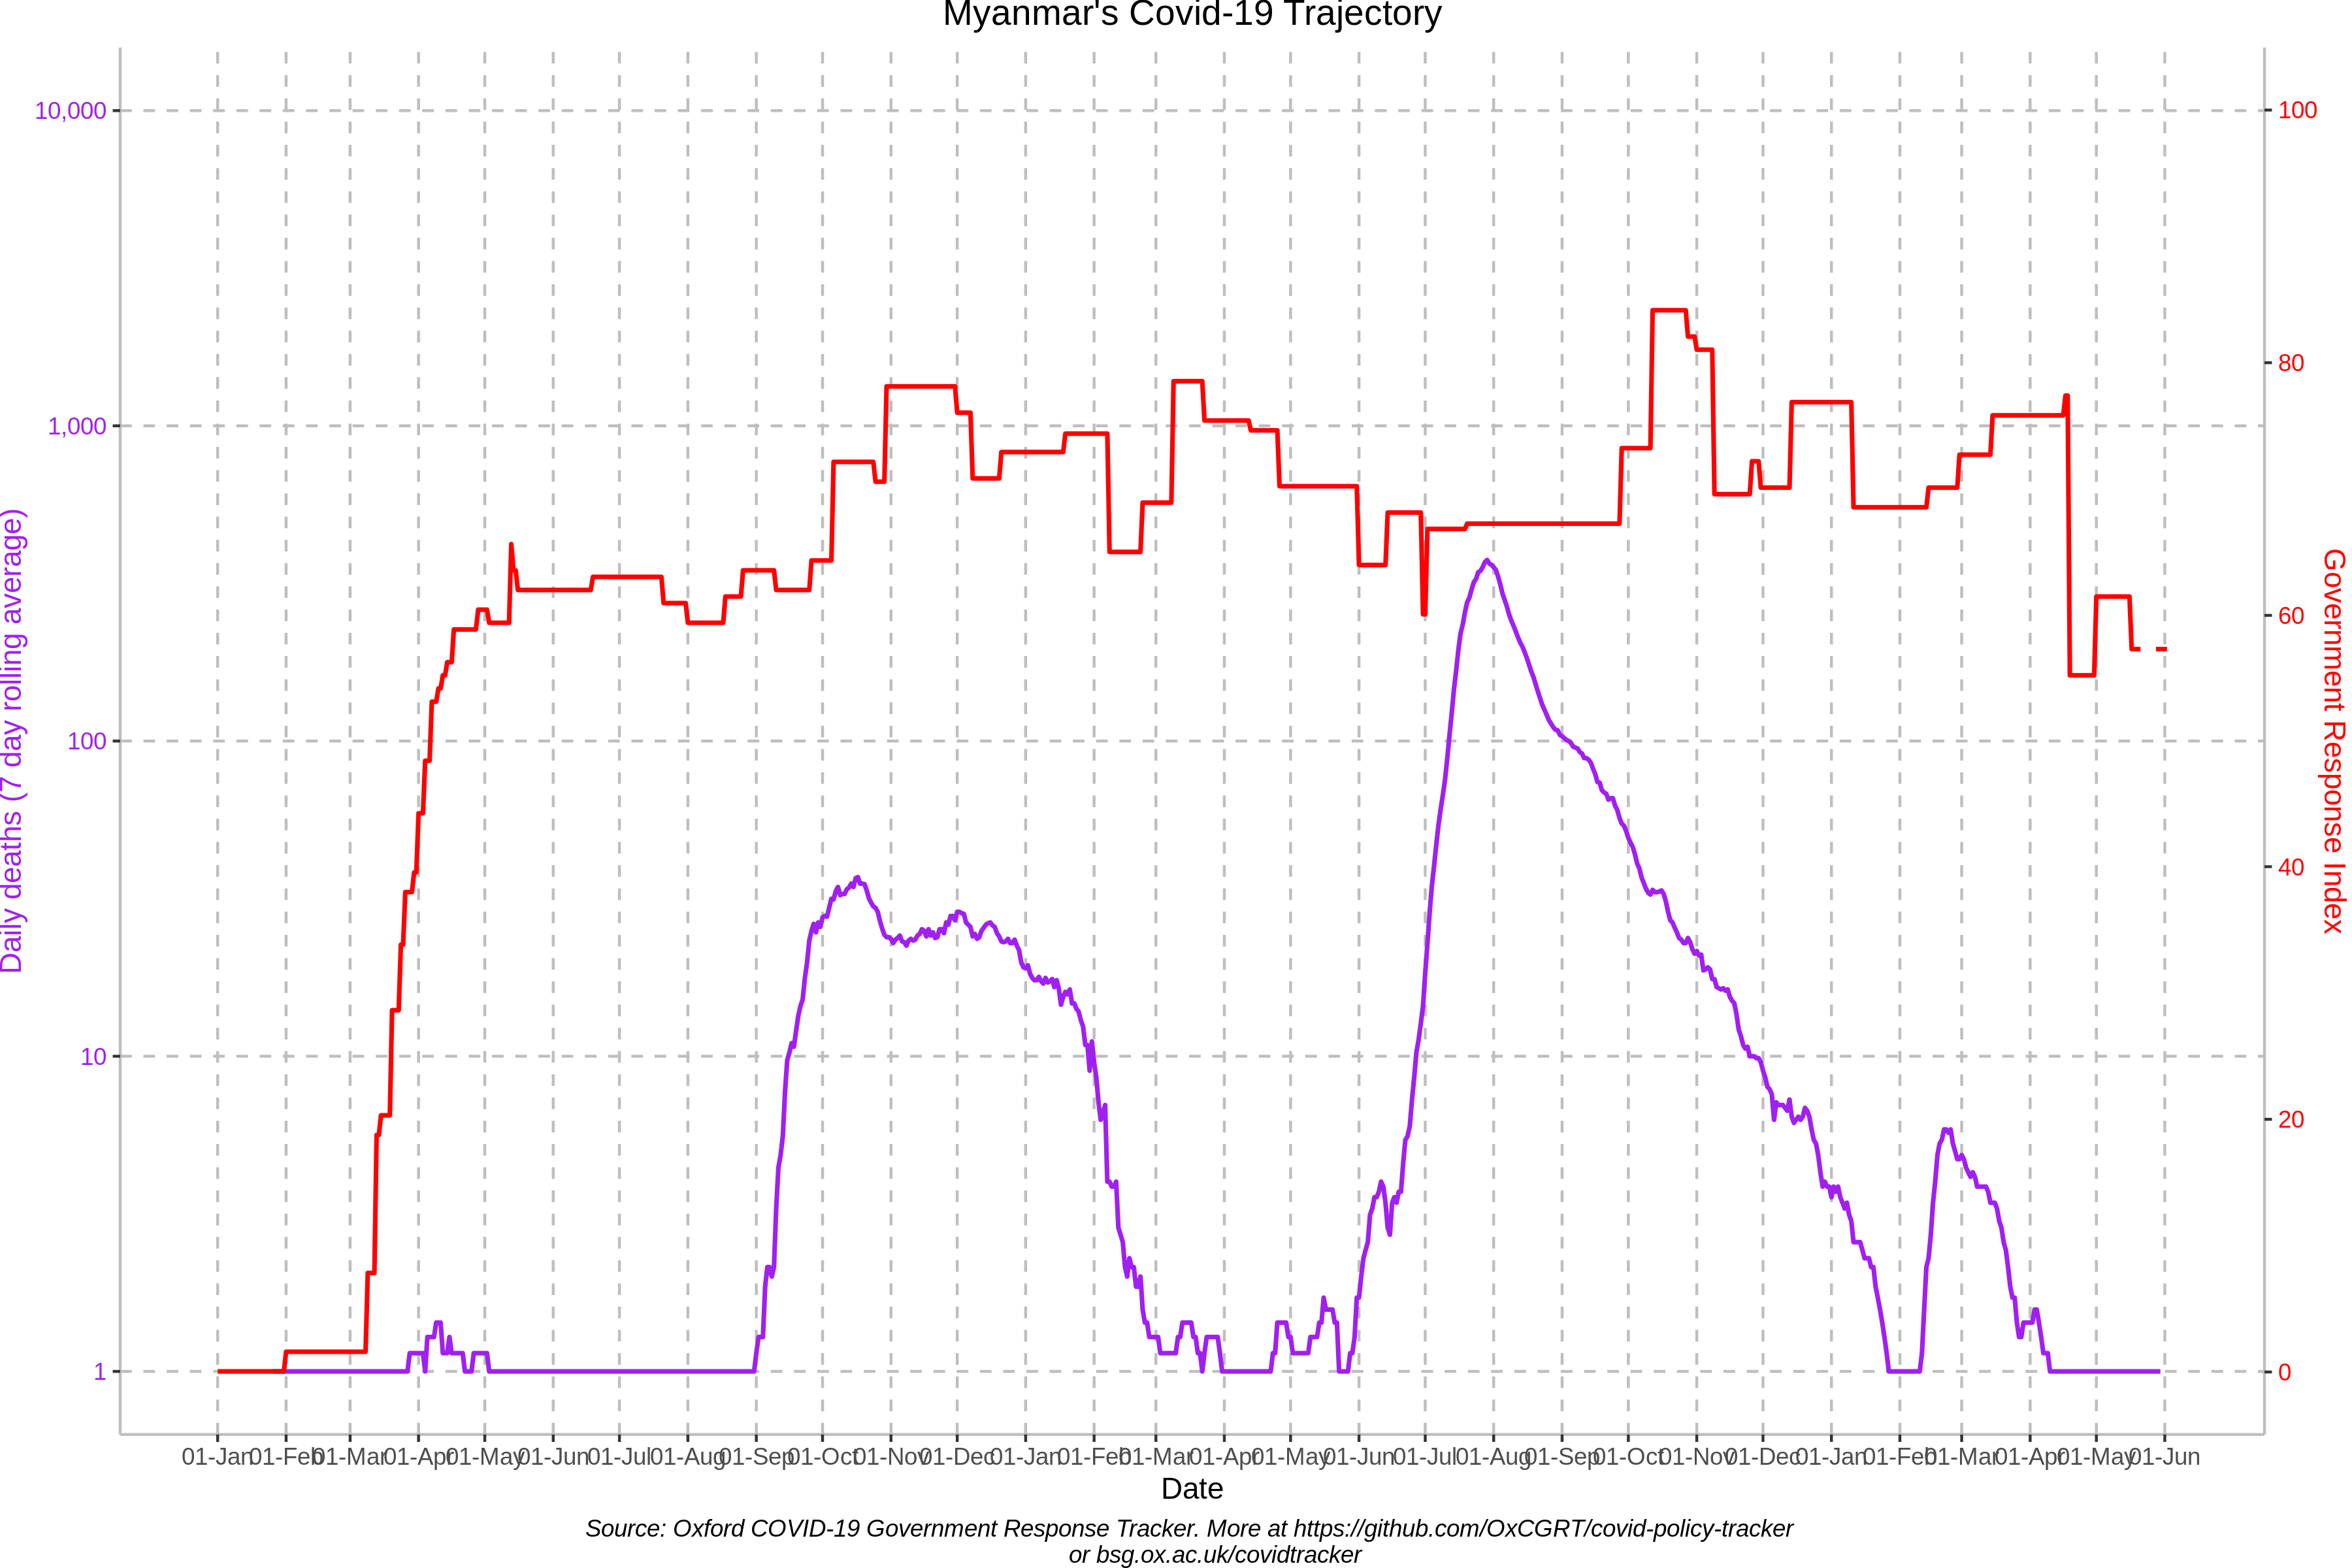 Myanmar's Covid-19 Trajectory
Daily deaths (7 day rolling average)
10,000
1,000
100
10
1
100
80
60
40
20
0
Government Response Index
01-Jan 01-Feb 01-Mar 01-Apr 01-May 01-Jun 01-Jul 01-Aug 01-Sep 01-Oct 01-Nov 01-Dec 01-Jan 01-Feb 01-Mar 01-Apr 01-May 01-Jun 01-Jul 01-Aug 01-Sep 01-Oct 01-Nov 01-Dec 01-Jan 01-Feb 01-Mar 01-Apr 01-May 01-Jun
Date
Source: Oxford COVID-19 Government Response Tracker. More at https://github.com/OxCGRT/covid-policy-tracker
or bsg.ox.ac.uk/covidtracker